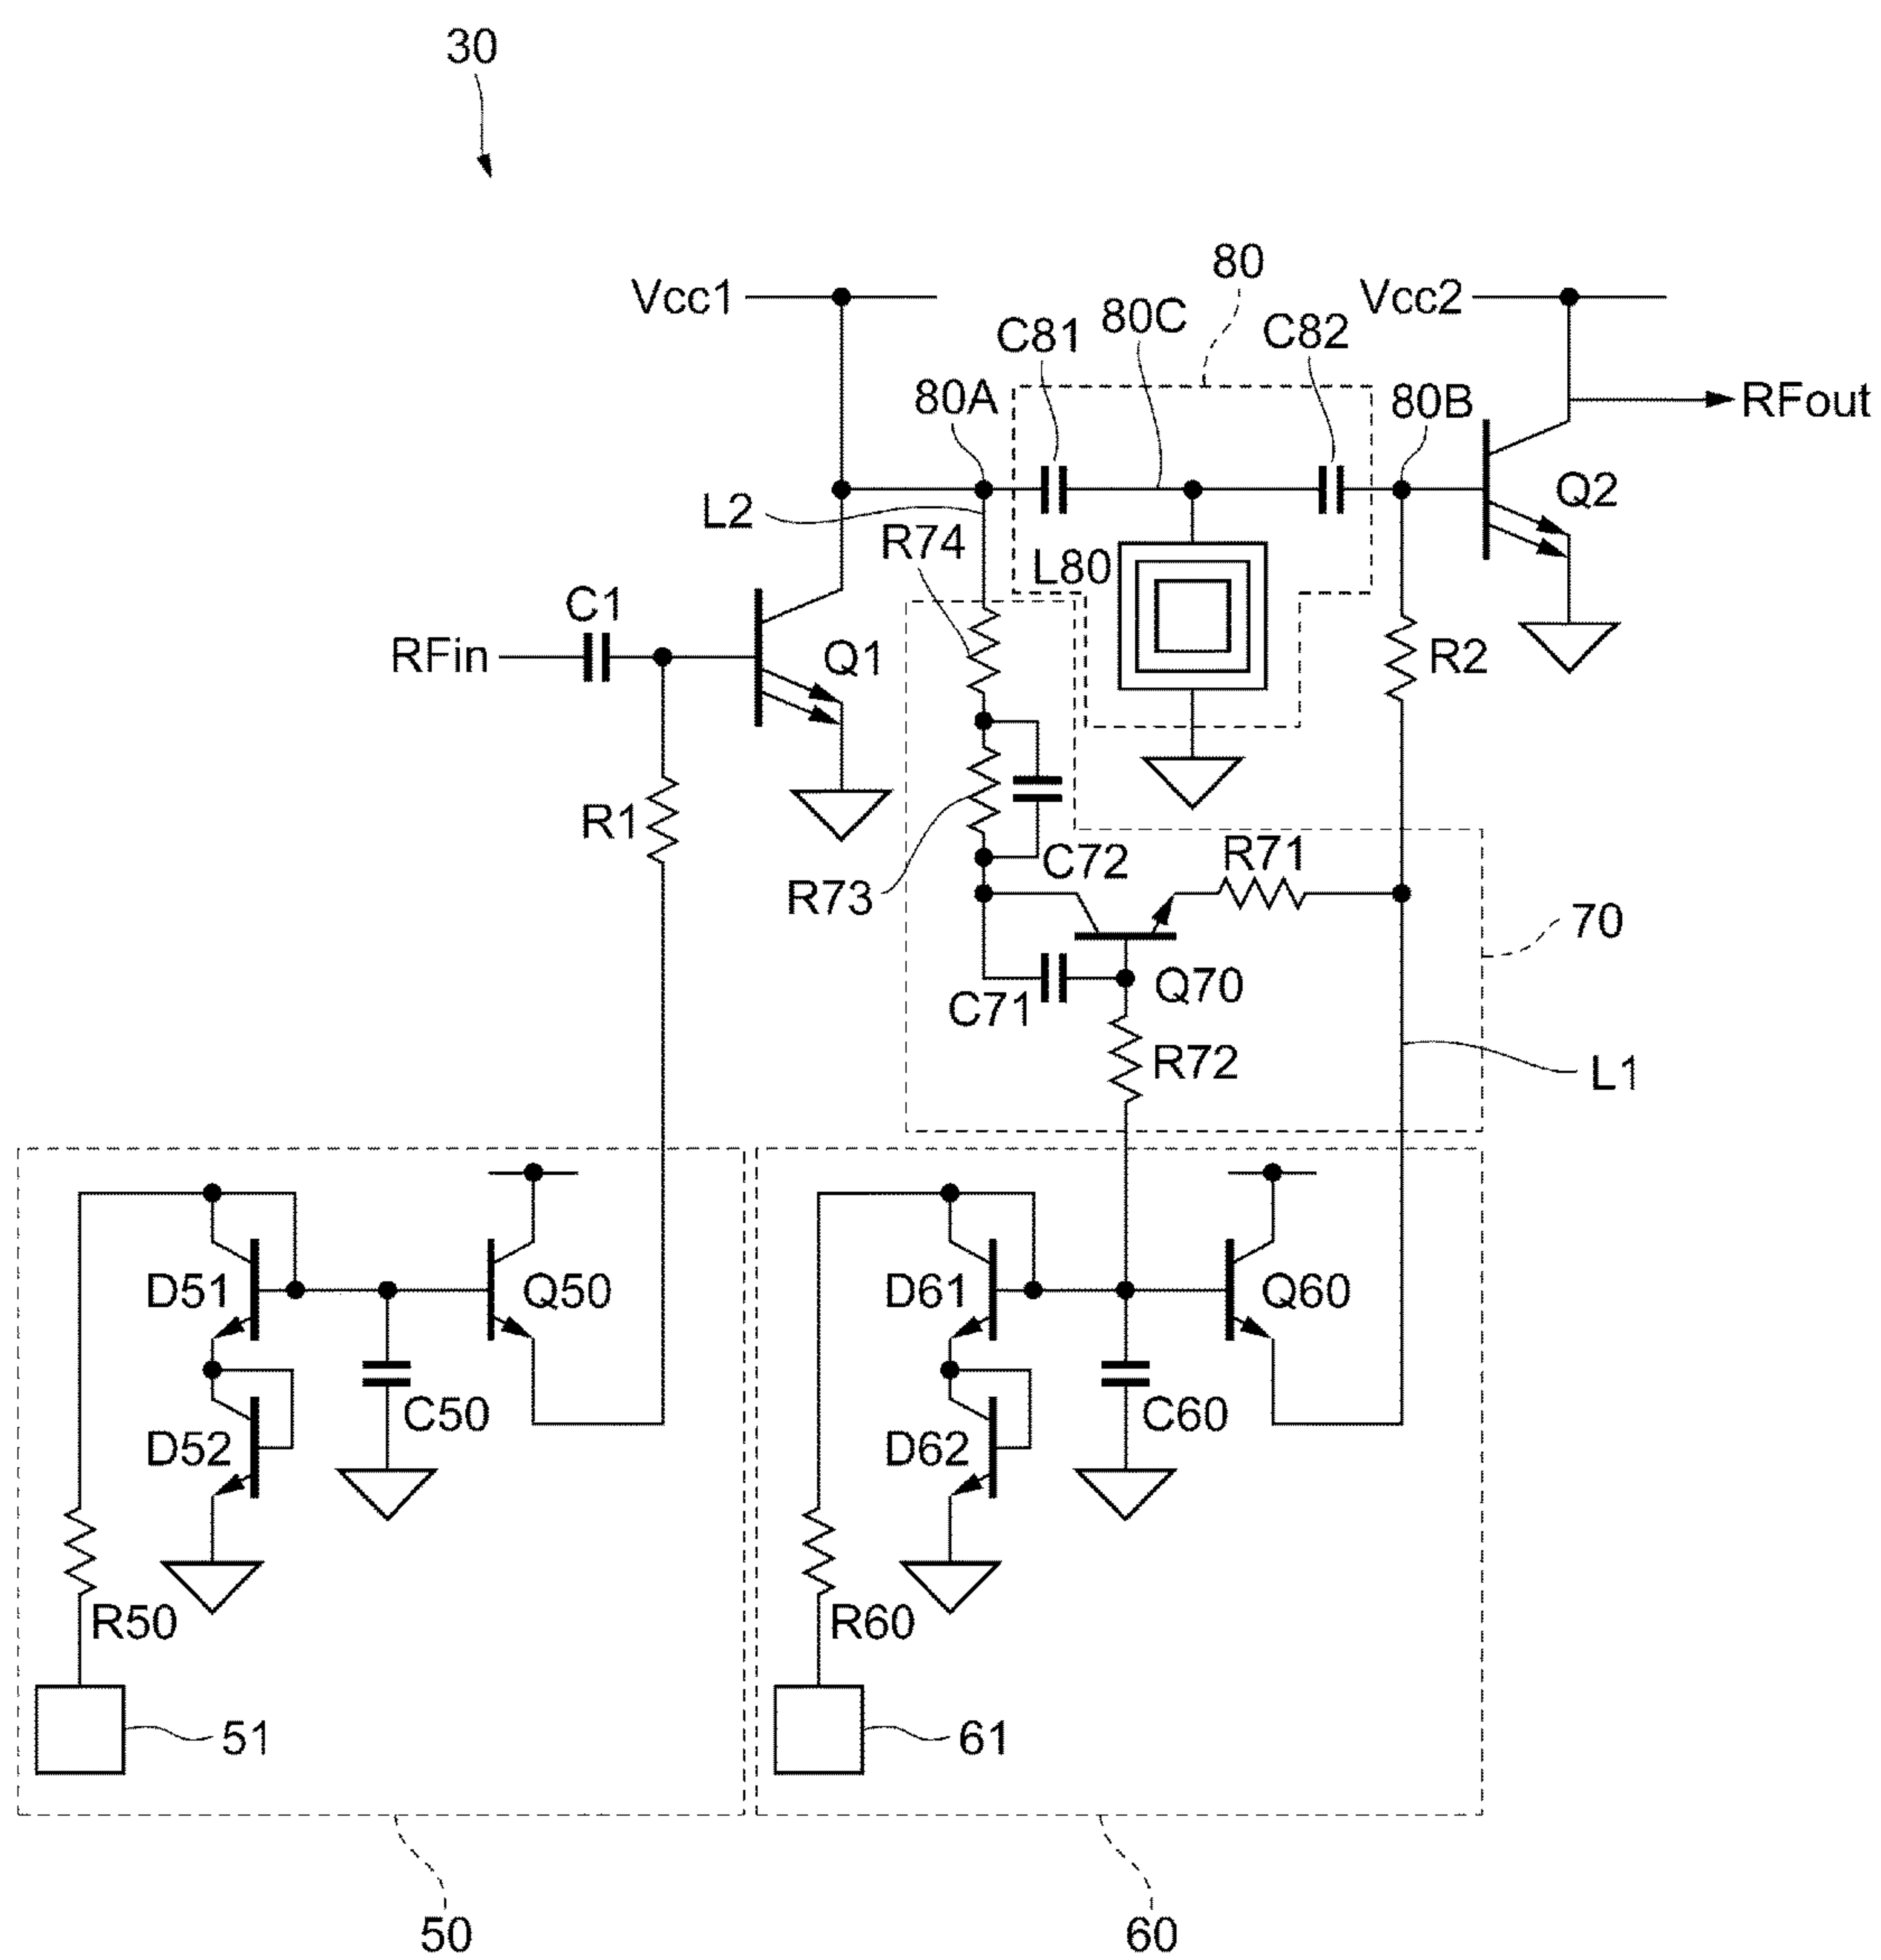 30
80
Vcc1
80C
Vcc2
C81
C82
80A
80B
RFout
L2
Q2
R74
L80
C1
RFin
Q1
R2
R1
C72
R71
R73
70
Q70
C71
R72
L1
D51
Q50
D61
Q60
C50
C60
D52
D62
R50
R60
51
61
50
60